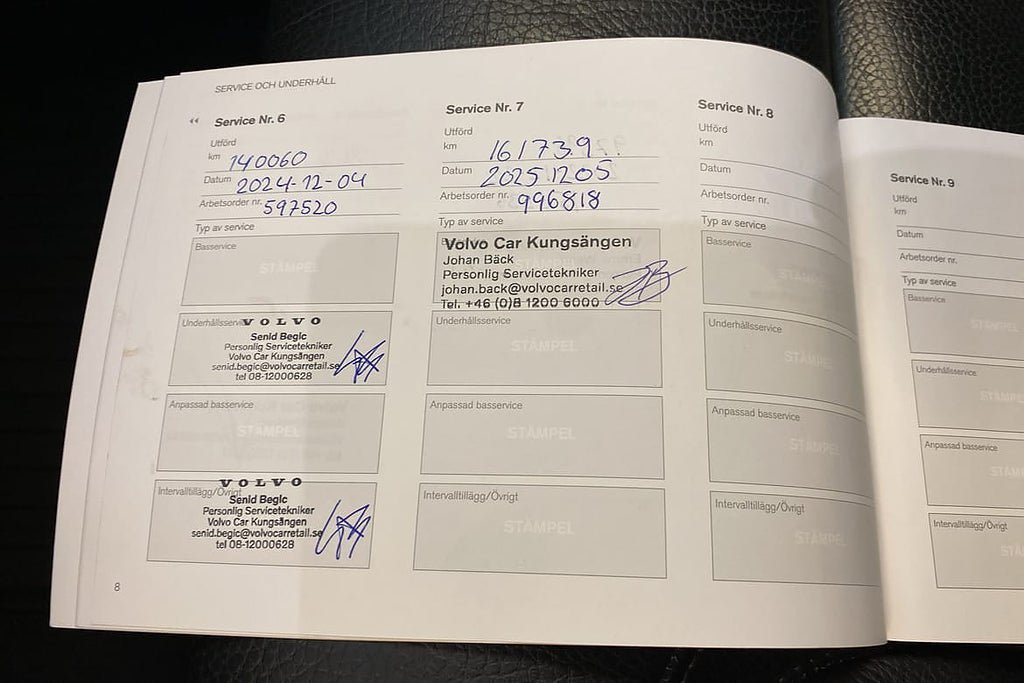 SERVICE OCH UNDERHÅLL
Service Nr. 6
Utförd
km 140060
Datum 2024-12-04
Arbetsorder nr. 597520
Typ av service
Basservice
STÄMPEL
Underhållsservice
VOLVO
Senid Begic
Personlig Servicetekniker
Volvo Car Kungsängen
senid.begic@volvocarretail.se
tel 08-12000628
Anpassad basservice
STÄMPEL
Intervalltillägg/Övrigt
VOLVO
Senid Begic
Personlig Servicetekniker
Volvo Car Kungsängen
senid.begic@volvocarretail.se
tel 08-12000628
8
Service Nr. 7
Utförd
km 161739..
Datum 20251205
Arbetsorder nr. 996818
Typ av service
Volvo Car Kungsängen
Johan Bäck
Personlig Servicetekniker
johan.back@volvocarretail.se
Tel. +46 (0)8 1200 6000
Underhållsservice
STÄMPEL
Anpassad basservice
STÄMPEL
Intervalltillägg/Övrigt
STÄMPEL
Service Nr. 8
Utförd
km
Datum
Arbetsorder nr.
Typ av service
Basservice
STÄMPEL
Underhållsservice
STÄMPEL
Anpassad basservice
STÄMPEL
Intervalltillägg/Övrigt
STÄMPEL
Service Nr. 9
Utförd
km
Datum
Arbetsorder nr.
Typ av service
Basservice
STÄMPEL
Underhållsservice
STÄMPE
Anpassad basservice
STÄM
Intervalltillägg/Övrigt
STÄ